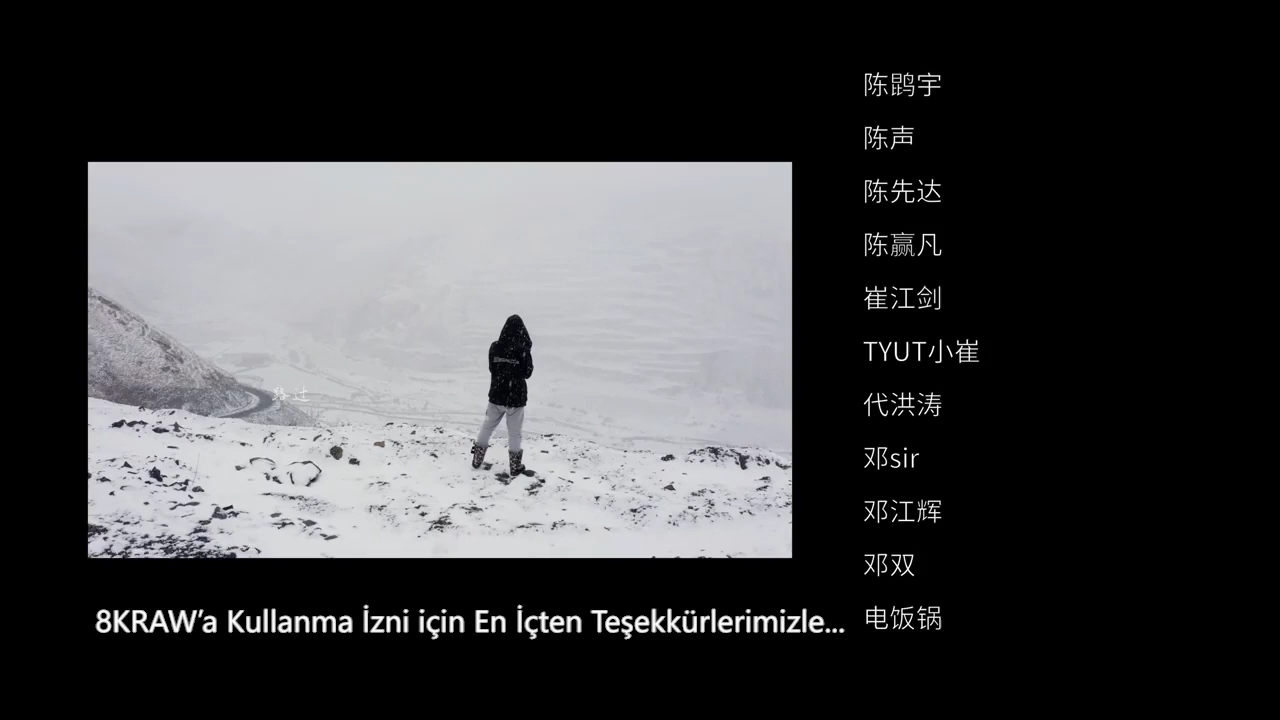 陈鹍宇
陈声
陈先达
陈赢凡
崔江剑
TYUT小崔
代洪涛
邓sir
邓江辉
邓双
电饭锅
路过
8KRAW’a Kullanma İzni için En İçten Teşekkürlerimizle...